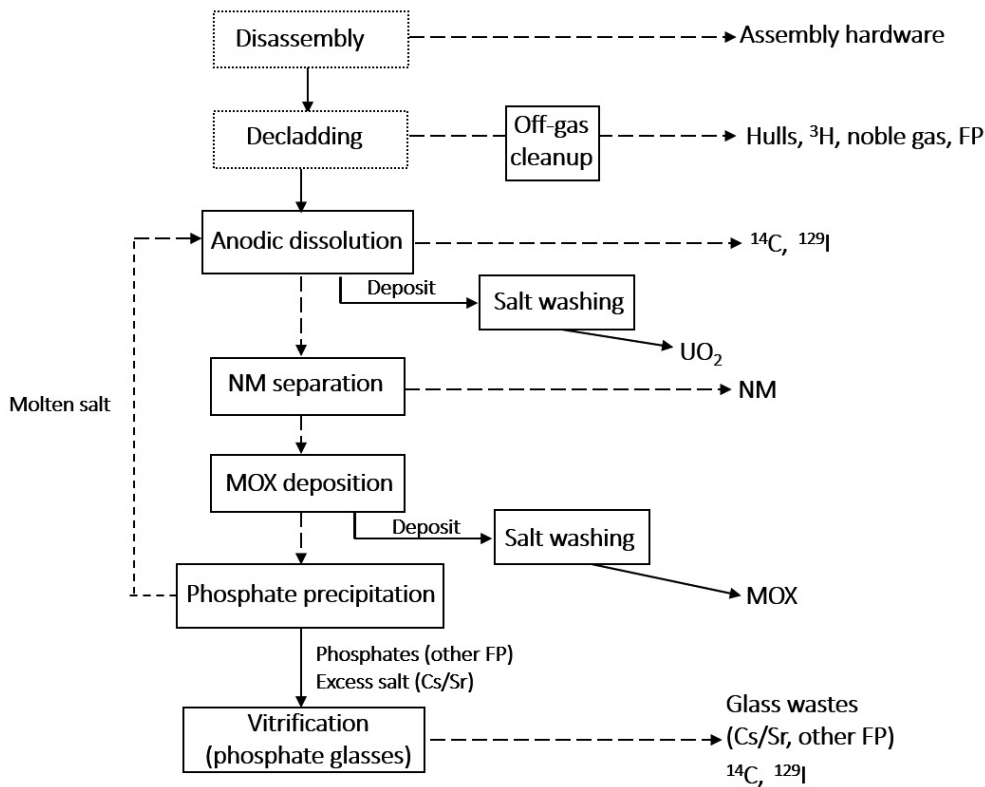 Disassembly
Assembly hardware
Decladding
Off-gas
cleanup
Hulls, ³H, noble gas, FP
Anodic dissolution
¹⁴C, ¹²⁹I
Deposit
Salt washing
UO₂
NM separation
NM
Molten salt
MOX deposition
Deposit
Salt washing
MOX
Phosphate precipitation
Phosphates (other FP)
Excess salt (Cs/Sr)
Vitrification
(phosphate glasses)
Glass wastes
(Cs/Sr, other FP)
¹⁴C, ¹²⁹I